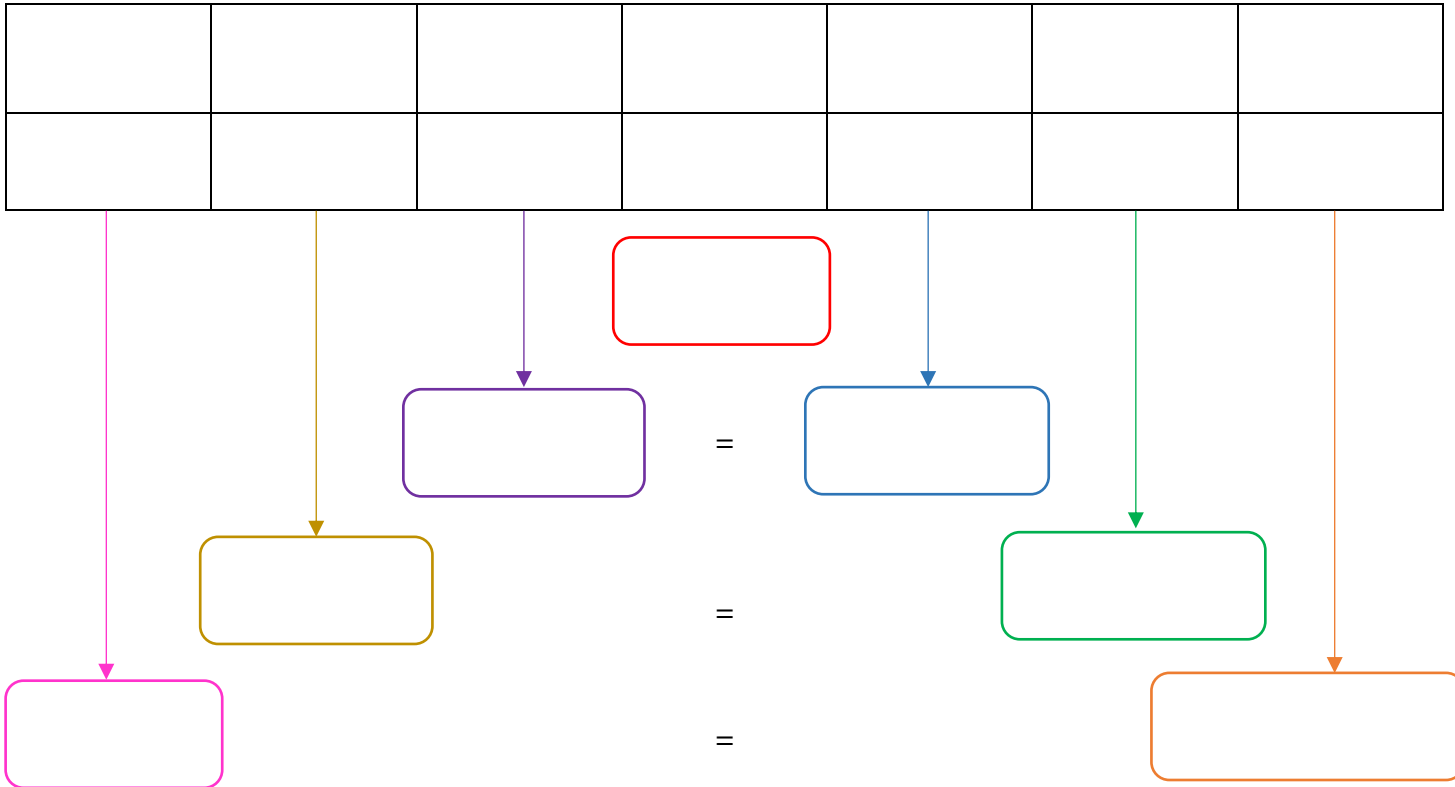 =
=
=